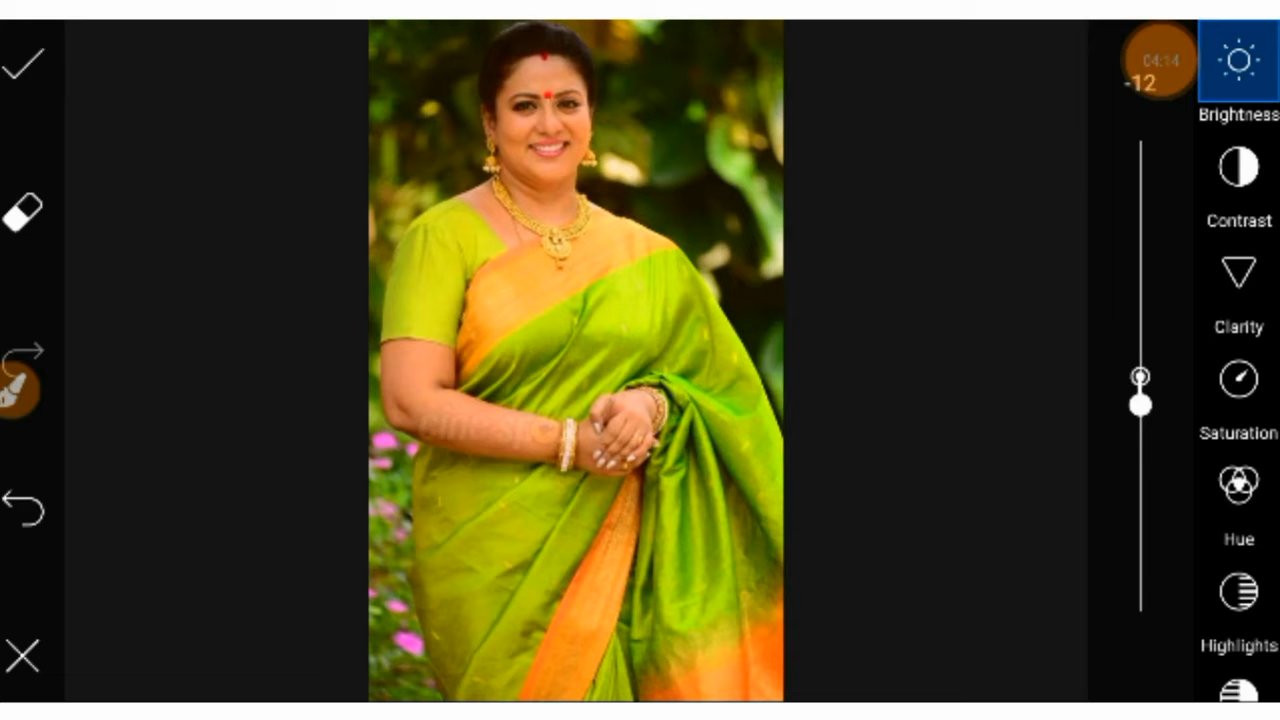 04:14
-12
Brightness
Contrast
Clarity
Saturation
Hue
Highlights